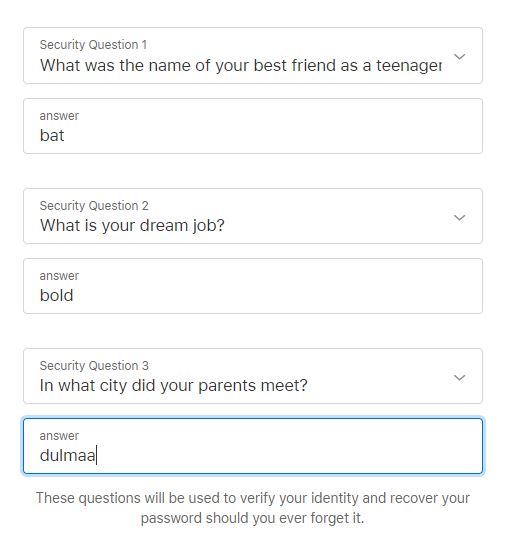 Security Question 1
What was the name of your best friend as a teenager
answer
bat
Security Question 2
What is your dream job?
answer
bold
Security Question 3
In what city did your parents meet?
answer
dulmaa
These questions will be used to verify your identity and recover your
password should you ever forget it.